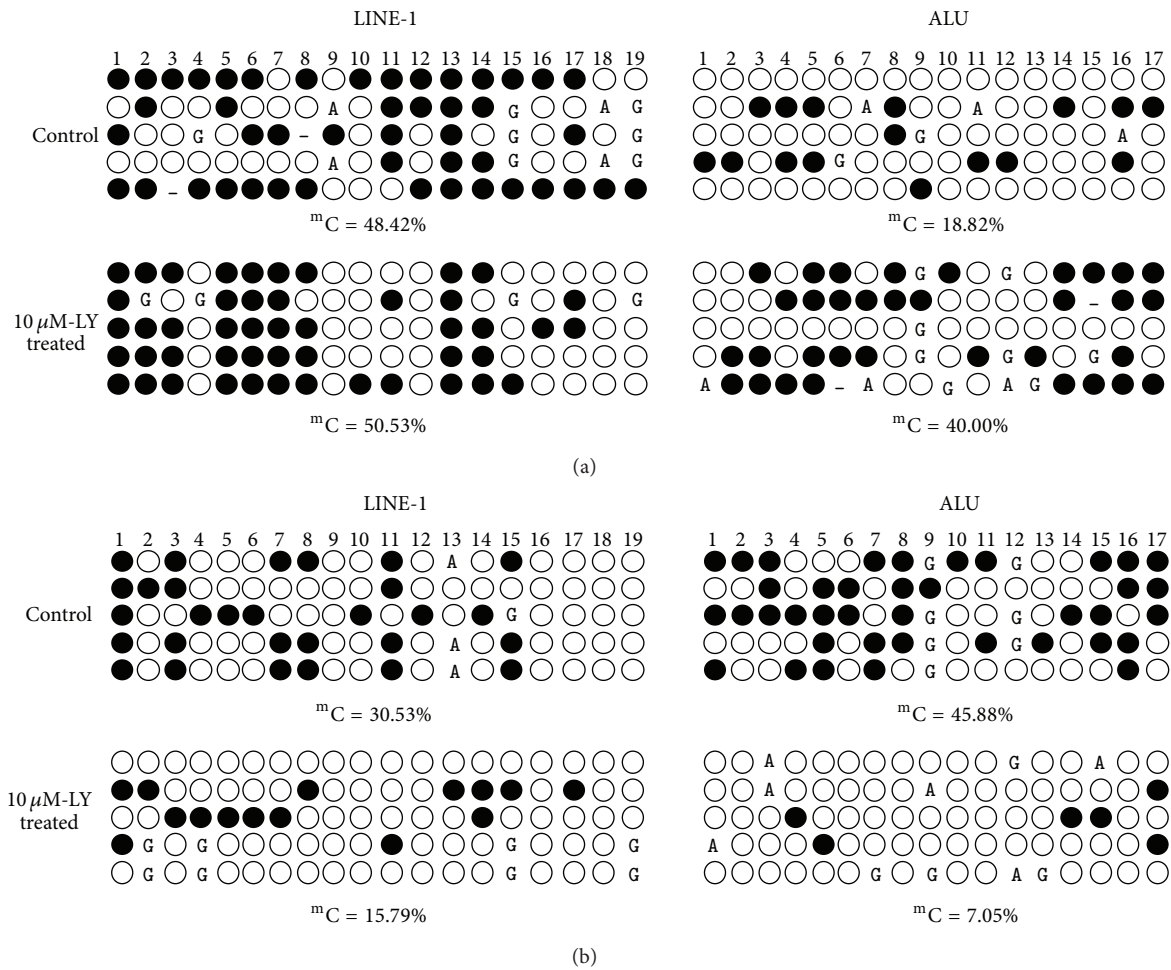 LINE-1
ALU
1 2 3 4 5 6 7 8 9 10 11 12 13 14 15 16 17 18 19
1 2 3 4 5 6 7 8 9 10 11 12 13 14 15 16 17
A G A G
A A
Control
G – G G
G A
A G A G
G
–
mC = 48.42%
mC = 18.82%
G G
G G G G
–
10 μM-LY
treated
G
G G G
A – A G A G
mC = 50.53%
mC = 40.00%
(a)
LINE-1
ALU
1 2 3 4 5 6 7 8 9 10 11 12 13 14 15 16 17 18 19
1 2 3 4 5 6 7 8 9 10 11 12 13 14 15 16 17
A
G G
Control
G
G G
A
G G
A
G
mC = 30.53%
mC = 45.88%
A G A
10 μM-LY
treated
A A
G G G G
A
G G G G
G G A G
mC = 15.79%
mC = 7.05%
(b)